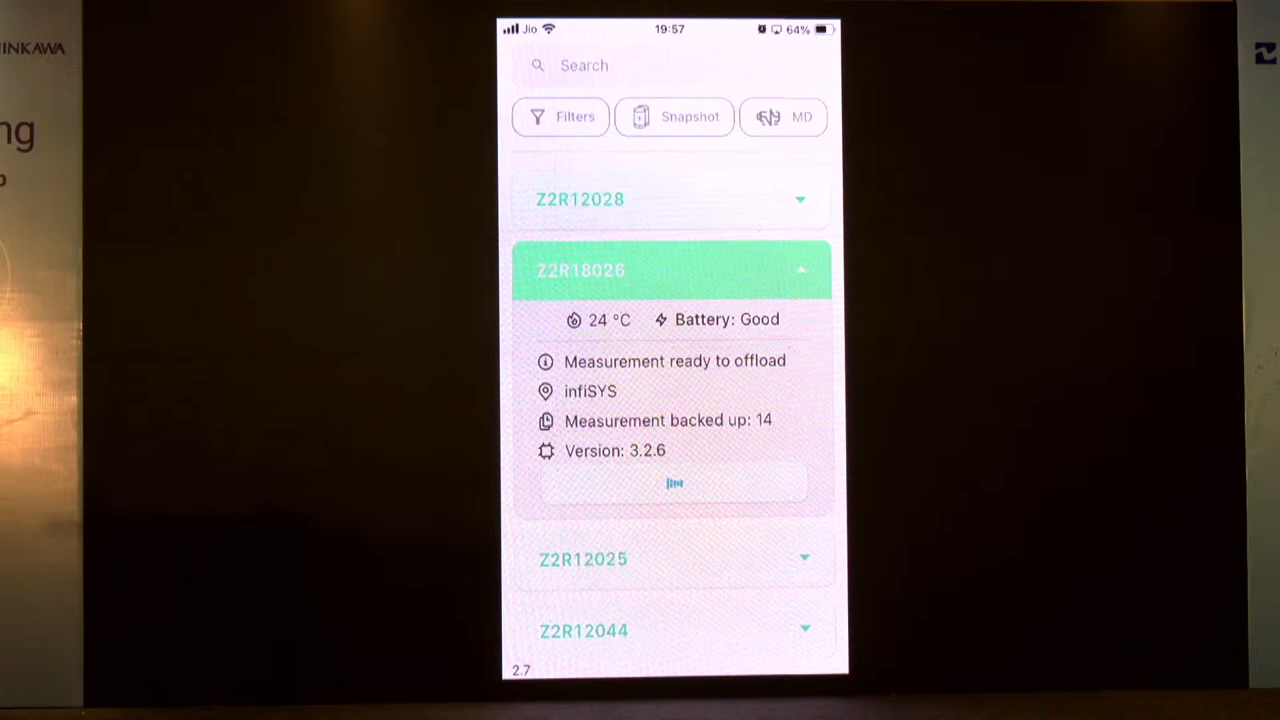 INKAWA
ng
Jio
19:57
64%
Search
Filters
Snapshot
MD
Z2R12028
Z2R18026
24 °C
Battery: Good
Measurement ready to offload
infiSYS
Measurement backed up: 14
Version: 3.2.6
Z2R12025
Z2R12044
2.7